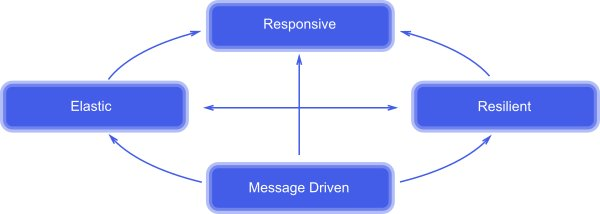 Responsive
Elastic
Resilient
Message Driven